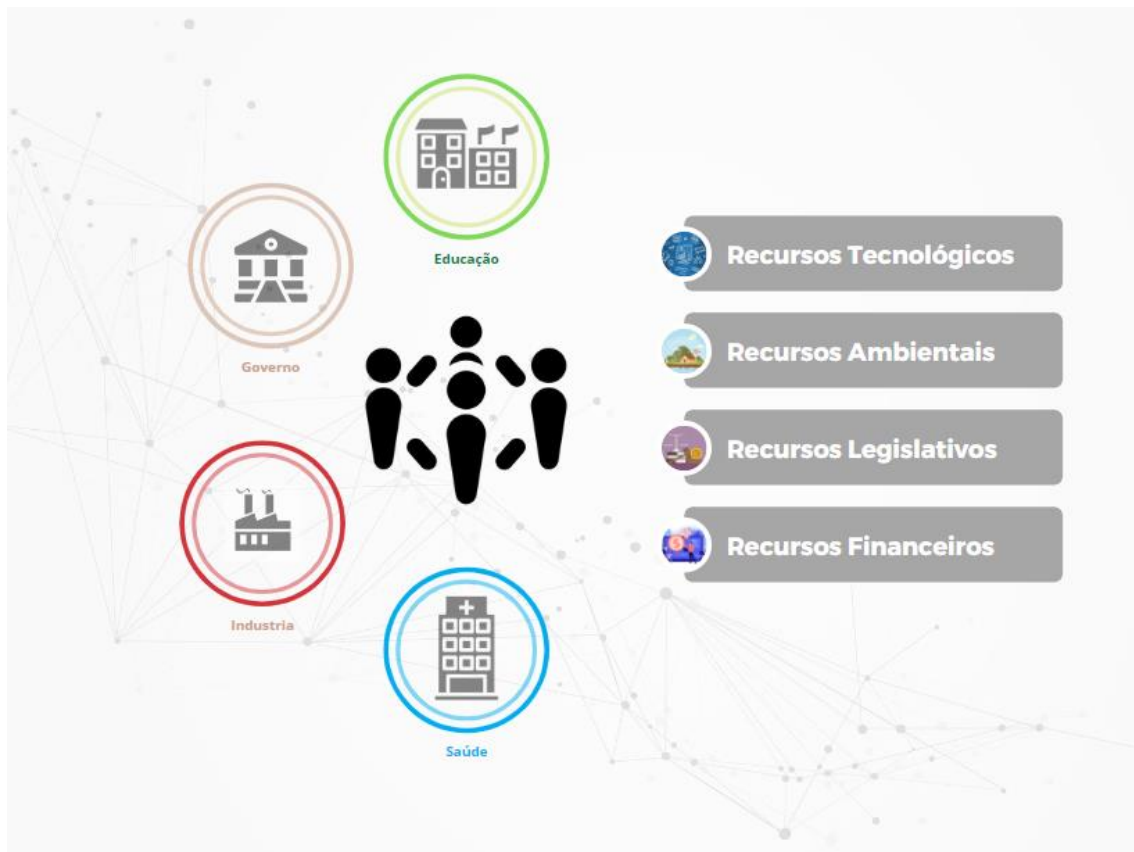 Educação
Governo
Industria
Saúde
Recursos Tecnológicos
Recursos Ambientais
Recursos Legislativos
Recursos Financeiros